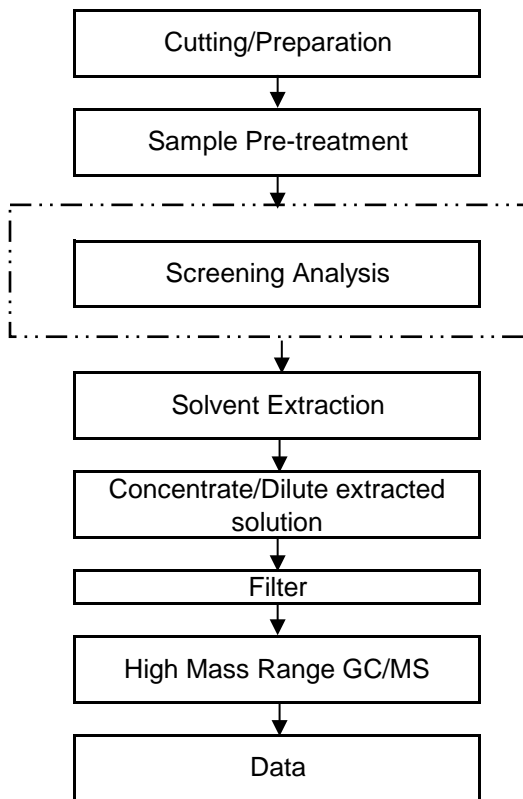 Cutting/Preparation
Sample Pre-treatment
Screening Analysis
Solvent Extraction
Concentrate/Dilute extracted
solution
Filter
High Mass Range GC/MS
Data